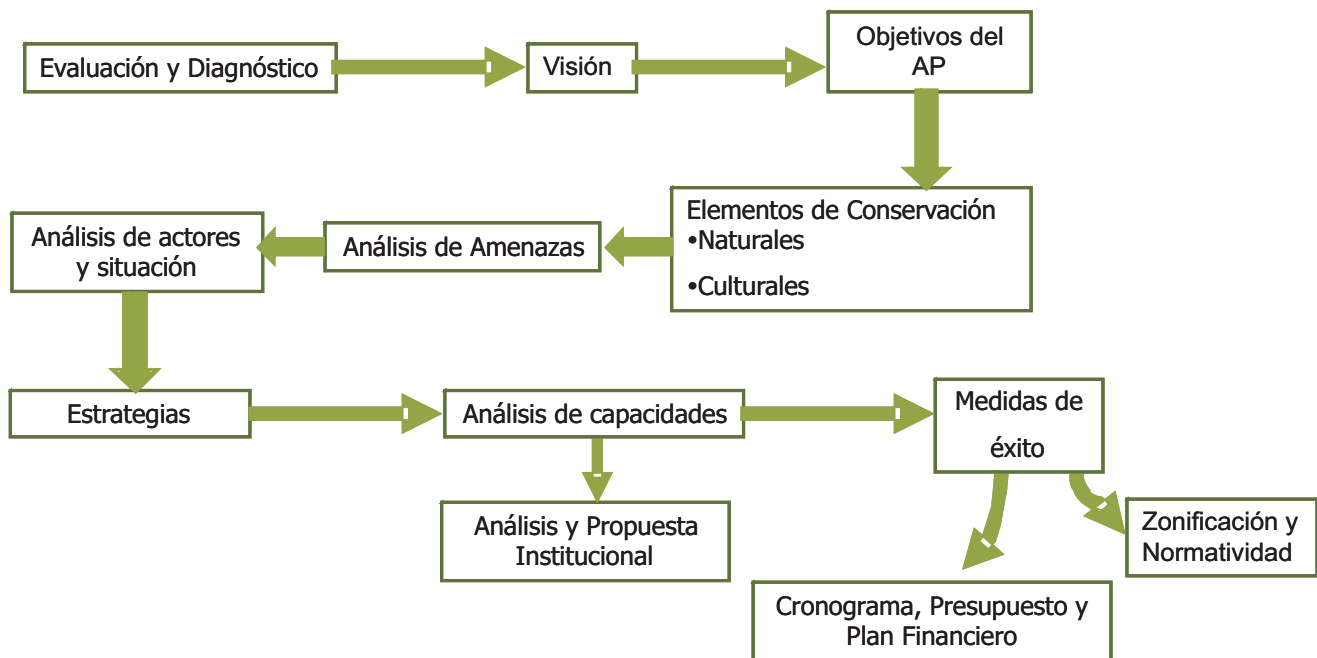 Evaluación y Diagnóstico
Visión
Objetivos del
AP
Elementos de Conservación
•Naturales
•Culturales
Análisis de Amenazas
Análisis de actores
y situación
Estrategias
Análisis de capacidades
Medidas de
éxito
Análisis y Propuesta
Institucional
Zonificación y
Normatividad
Cronograma, Presupuesto y
Plan Financiero